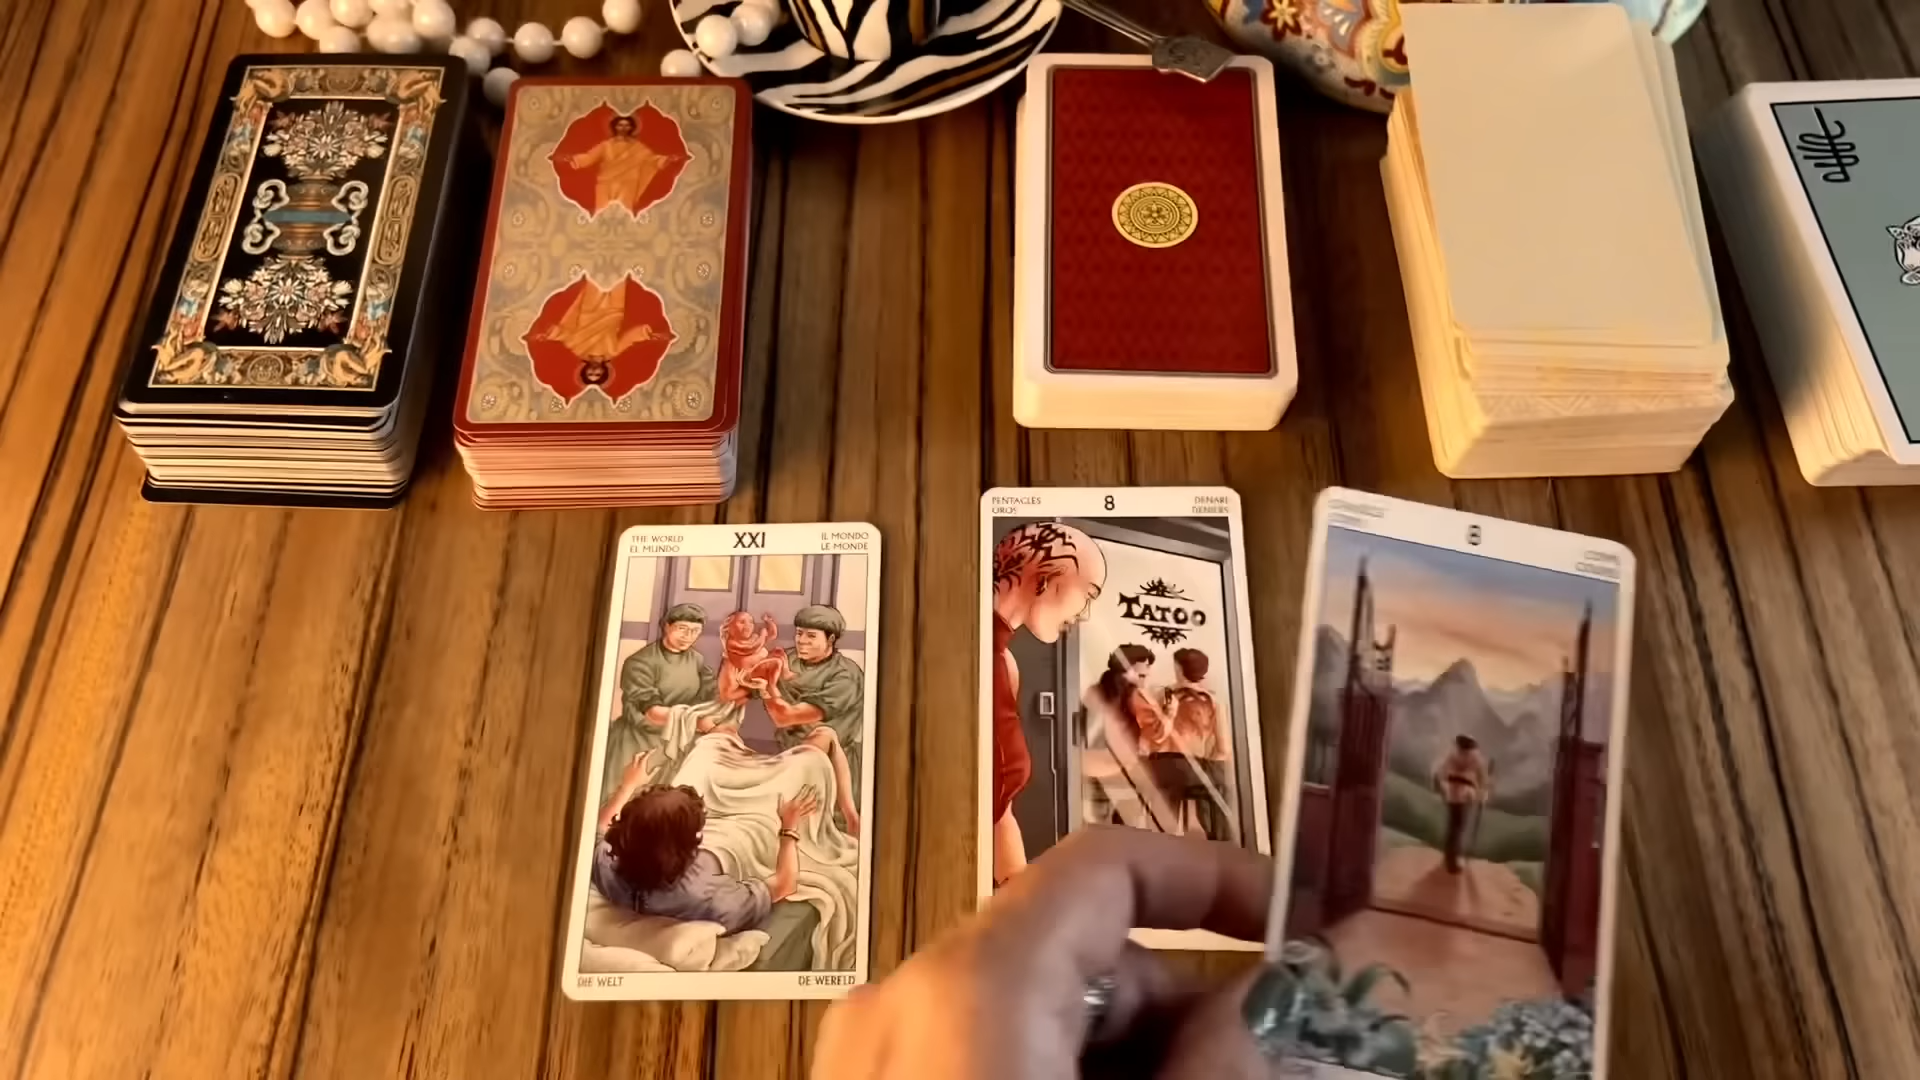 THE WORLD
EL MUNDO
XXI
IL MONDO
LE MONDE
DIE WELT
DE WERELD
PENTACLES
OROS
8
DENARI
DENIERS
TATOO
8